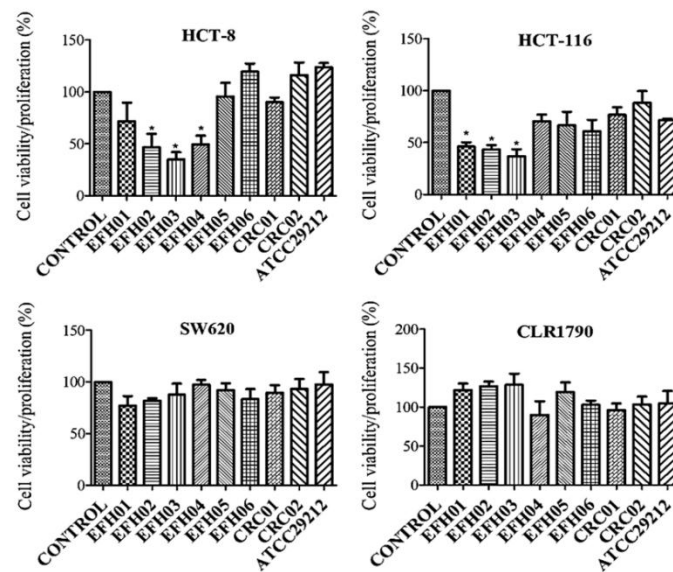 HCT-8
Cell viability/proliferation (%)
150
100
50
0
* * *
CONTROL
EFH01
EFH02
EFH03
EFH04
EFH05
EFH06
CRC01
CRC02
ATCC29212
HCT-116
Cell viability/proliferation (%)
150
100
50
0
* * *
CONTROL
EFH01
EFH02
EFH03
EFH04
EFH05
EFH06
CRC01
CRC02
ATCC29212
SW620
Cell viability/proliferation (%)
150
100
50
0
CONTROL
EFH01
EFH02
EFH03
EFH04
EFH05
EFH06
CRC01
CRC02
ATCC29212
CLR1790
Cell viability/proliferation (%)
200
150
100
50
0
CONTROL
EFH01
EFH02
EFH03
EFH04
EFH05
EFH06
CRC01
CRC02
ATCC29212